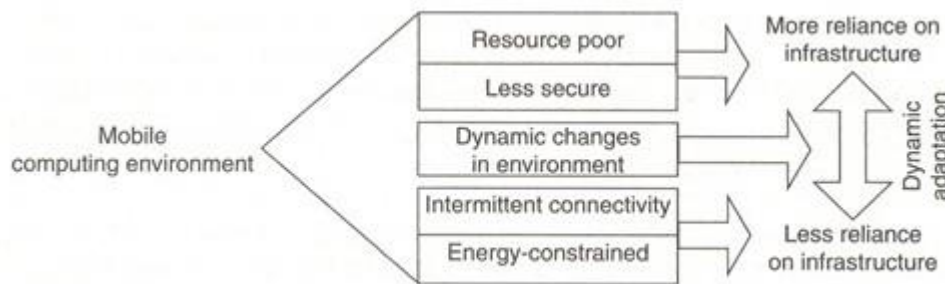 Mobile
computing environment
Resource poor
Less secure
Dynamic changes
in environment
Intermittent connectivity
Energy-constrained
More reliance on
infrastructure
Dynamic
adaptation
Less reliance
on infrastructure